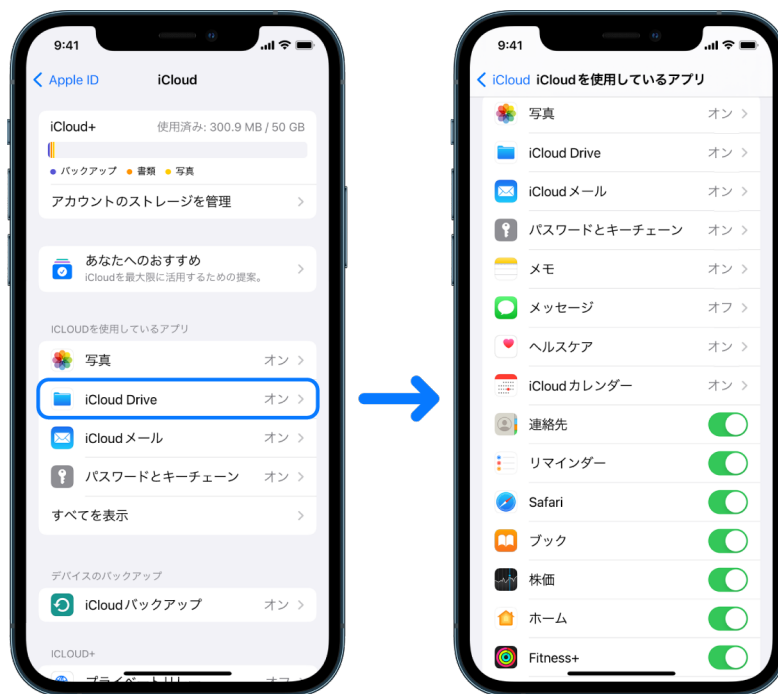 9:41
Apple ID
iCloud
iCloud+
使用済み: 300.9 MB / 50 GB
バックアップ
書類
写真
アカウントのストレージを管理
あなたへのおすすめ
iCloudを最大限に活用するための提案。
ICLOUDを使用しているアプリ
写真
オン
iCloud Drive
オン
iCloudメール
オン
パスワードとキーチェーン
オン
すべてを表示
デバイスのバックアップ
iCloudバックアップ
オン
ICLOUD+
9:41
iCloud
iCloudを使用しているアプリ
写真
オン
iCloud Drive
オン
iCloudメール
オン
パスワードとキーチェーン
オン
メモ
オン
メッセージ
オフ
ヘルスケア
オン
iCloudカレンダー
オン
連絡先
リマインダー
Safari
ブック
株価
ホーム
Fitness+